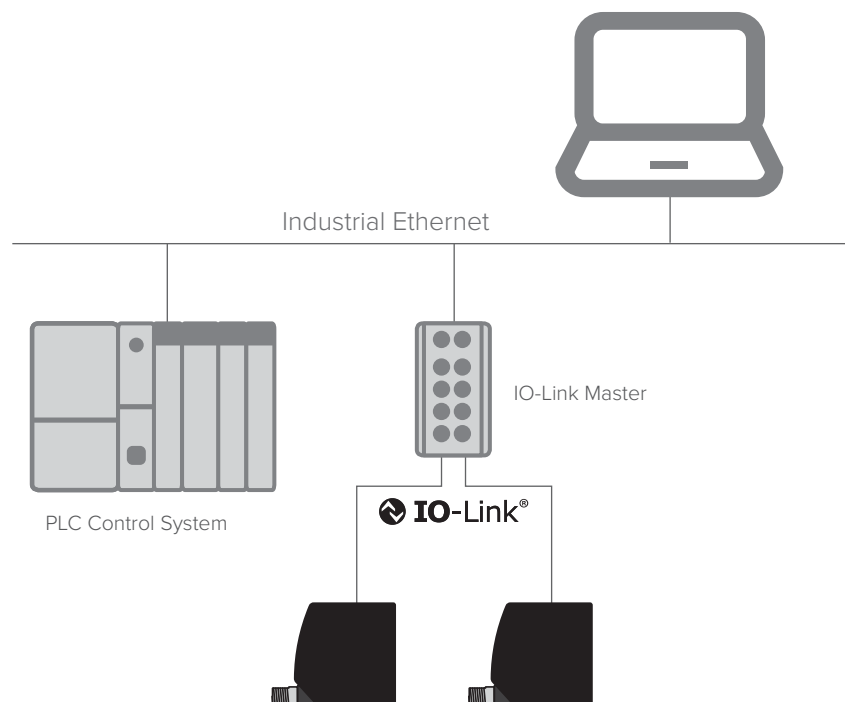 Industrial Ethernet
IO-Link Master
IO-Link®
PLC Control System